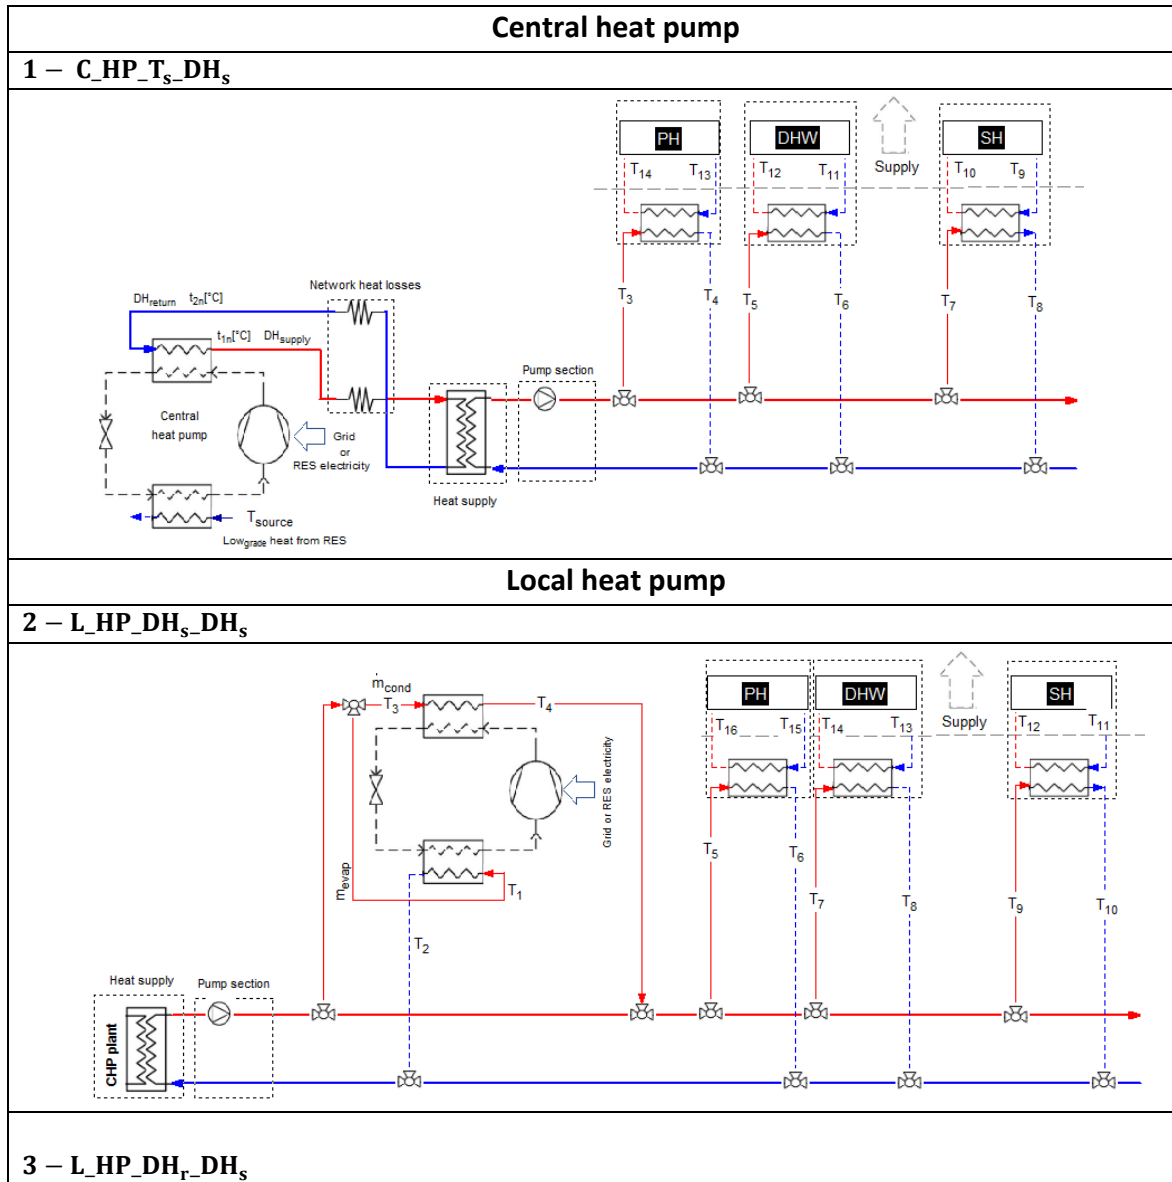 Central heat pump
1 − C_HP_Tₛ_DHₛ
PH
DHW
SH
Supply
T₁₄
T₁₃
T₁₂
T₁₁
T₁₀
T₉
Network heat losses
DHreturn
t₂ₙ[°C]
T₃
T₄
T₅
T₆
T₇
T₈
t₁ₙ[°C]
DHsupply
Pump section
Central
heat pump
Grid
or
RES electricity
Heat supply
Tsource
Lowgrade heat from RES
Local heat pump
2 − L_HP_DHₛ_DHₛ
mcond
T₃
T₄
PH
DHW
SH
Supply
T₁₆
T₁₅
T₁₄
T₁₃
T₁₂
T₁₁
Grid or RES electricity
mevap
T₁
T₂
T₅
T₆
T₇
T₈
T₉
T₁₀
Heat supply
Pump section
CHP plant
3 − L_HP_DHᵣ_DHₛ